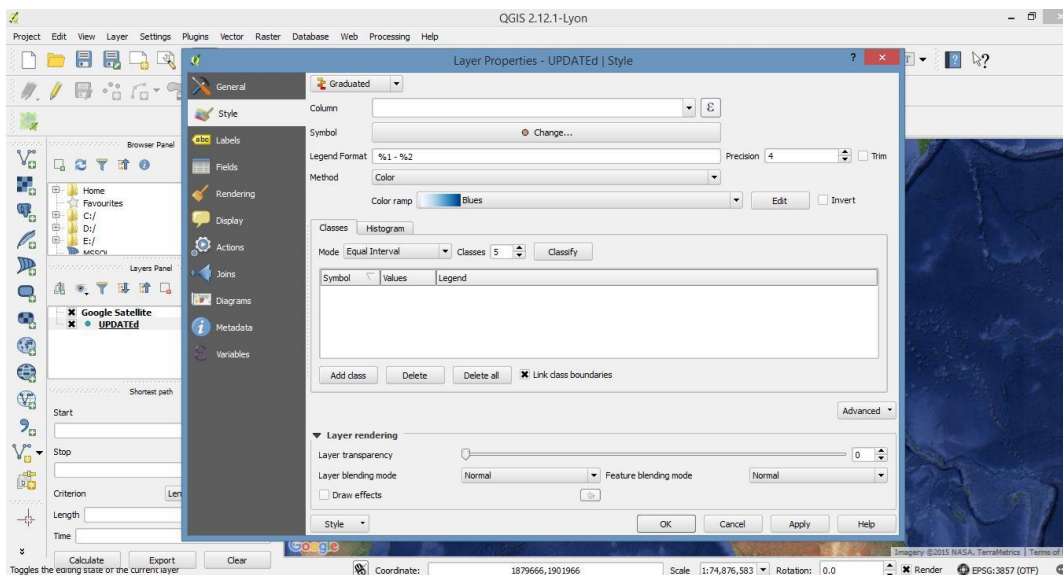 QGIS 2.12.1-Lyon
Project Edit View Layer Settings Plugins Vector Raster Database Web Processing Help
Layer Properties - UPDATEd | Style
General
Style
Labels
Fields
Rendering
Display
Actions
Joins
Diagrams
Metadata
Variables
Graduated
Column
Symbol Change...
Legend Format %1 - %2 Precision 4 Trim
Method Color
Color ramp Blues Edit Invert
Classes Histogram
Mode Equal Interval Classes 5 Classify
Symbol Values Legend
Add class Delete Delete all Link class boundaries
Advanced
Layer rendering
Layer transparency 0
Layer blending mode Normal Feature blending mode Normal
Draw effects
Style OK Cancel Apply Help
Browser Panel
Home
Favourites
C:/
D:/
E:/
MSSQL
Layers Panel
Google Satellite
UPDATEd
Shortest path
Start
Stop
Criterion Len
Length
Time
Calculate Export Clear
Google
Imagery ©2015 NASA, TerraMetrics | Terms of
Toggles the editing state of the current layer
Coordinate: 1879666,1901966 Scale 1:74,876,583 Rotation: 0.0 Render EPSG:3857 (OTF)